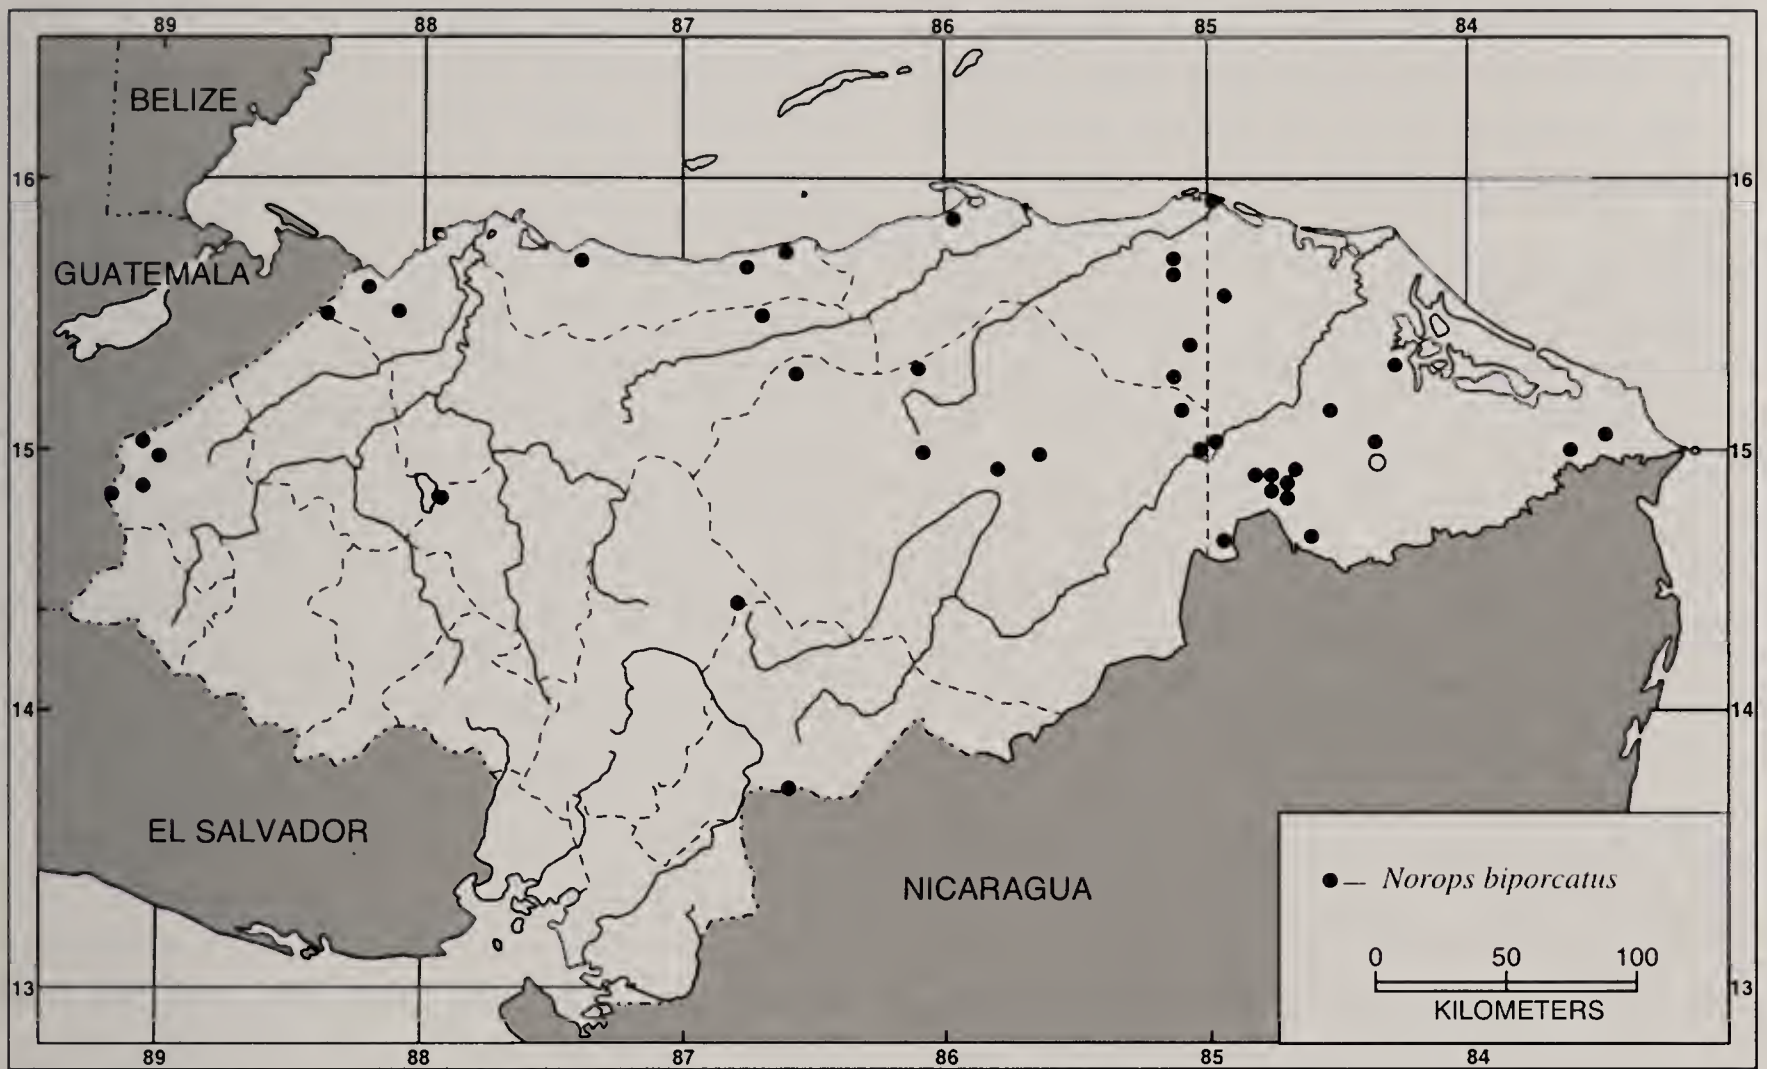 89 88 87 86 85 84
BELIZE
16 16
GUATEMALA
15 15
14 14
EL SALVADOR
NICARAGUA
●– Norops biporcatus
0 50 100
KILOMETERS
13 13
89 88 87 86 85 84